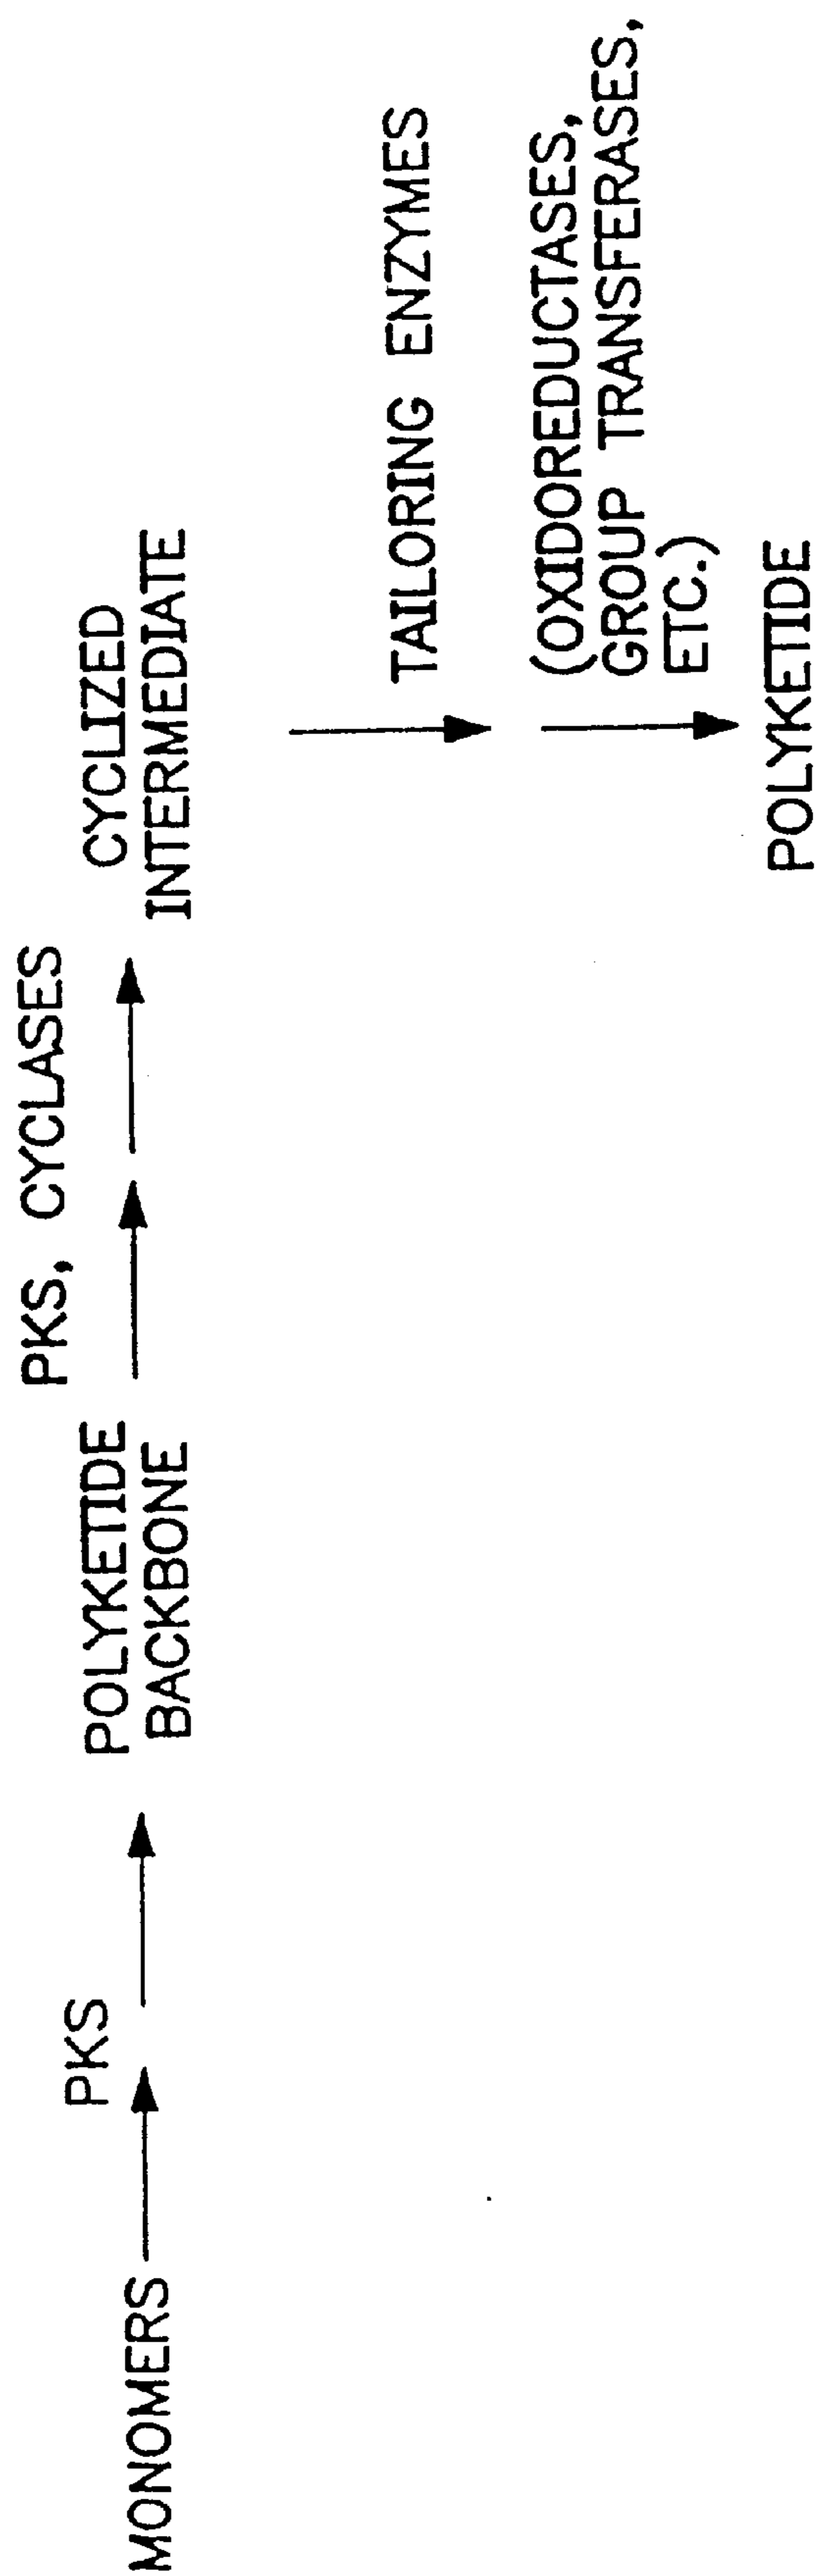 MONOMERS
PKS
POLYKETIDE
BACKBONE
PKS, CYCLASES
CYCLIZED
INTERMEDIATE
TAILORING ENZYMES
(OXIDOREDUCTASES,
GROUP TRANSFERASES,
ETC.)
POLYKETIDE